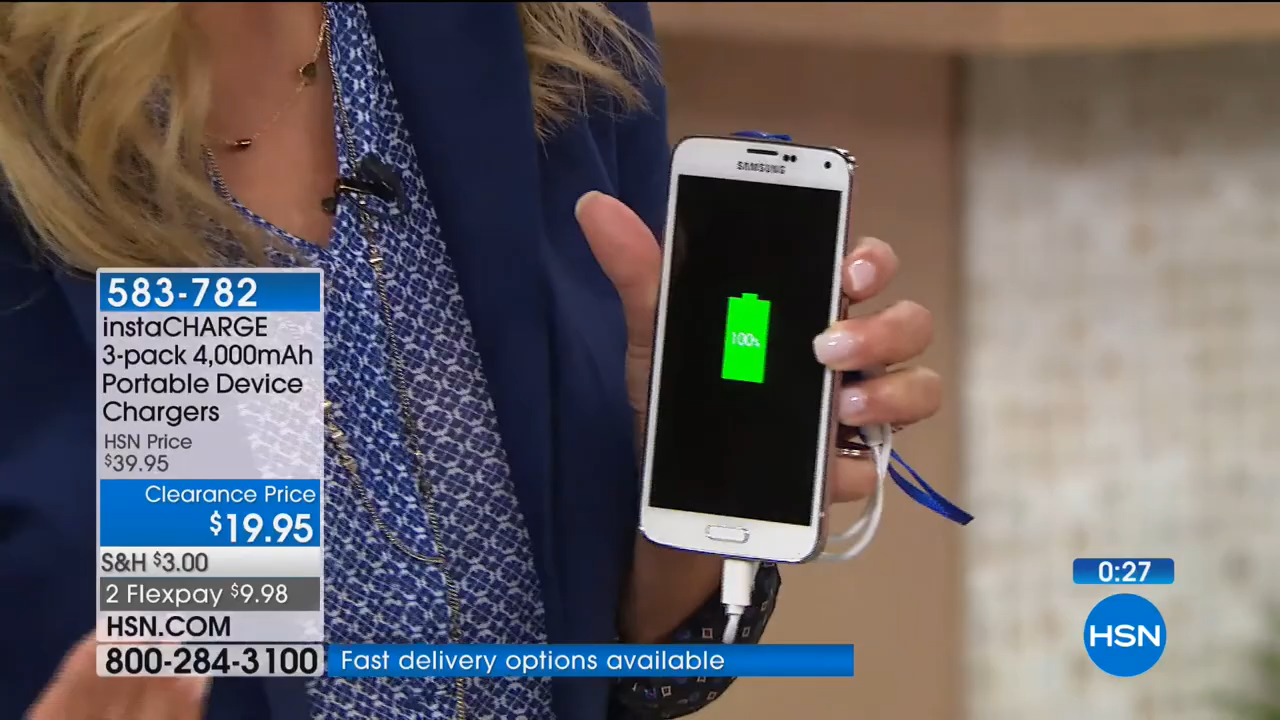 SAMSUNG
100%
583-782
instaCHARGE
3-pack 4,000mAh
Portable Device
Chargers
HSN Price
$39.95
Clearance Price
$19.95
S&H $3.00
2 Flexpay $9.98
HSN.COM
800-284-3100
Fast delivery options available
0:27
HSN